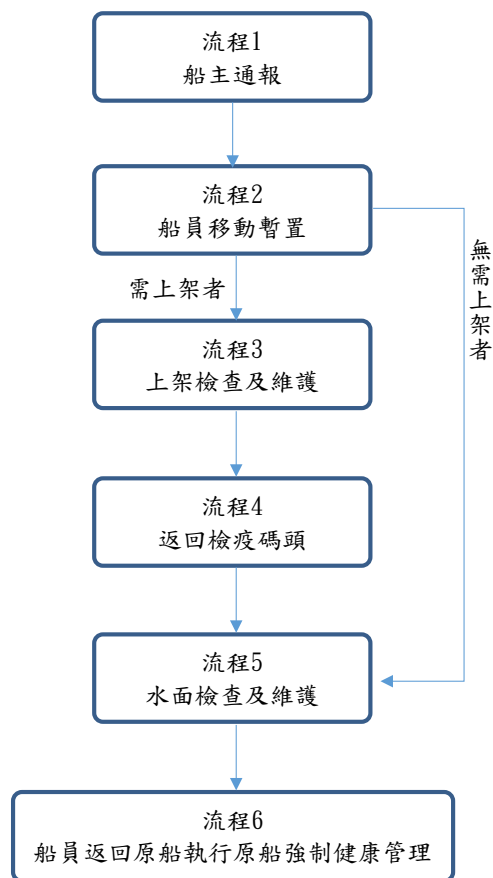 流程1
船主通報
流程2
船員移動暫置
需上架者
無需上架者
流程3
上架檢查及維護
流程4
返回檢疫碼頭
流程5
水面檢查及維護
流程6
船員返回原船執行原船強制健康管理